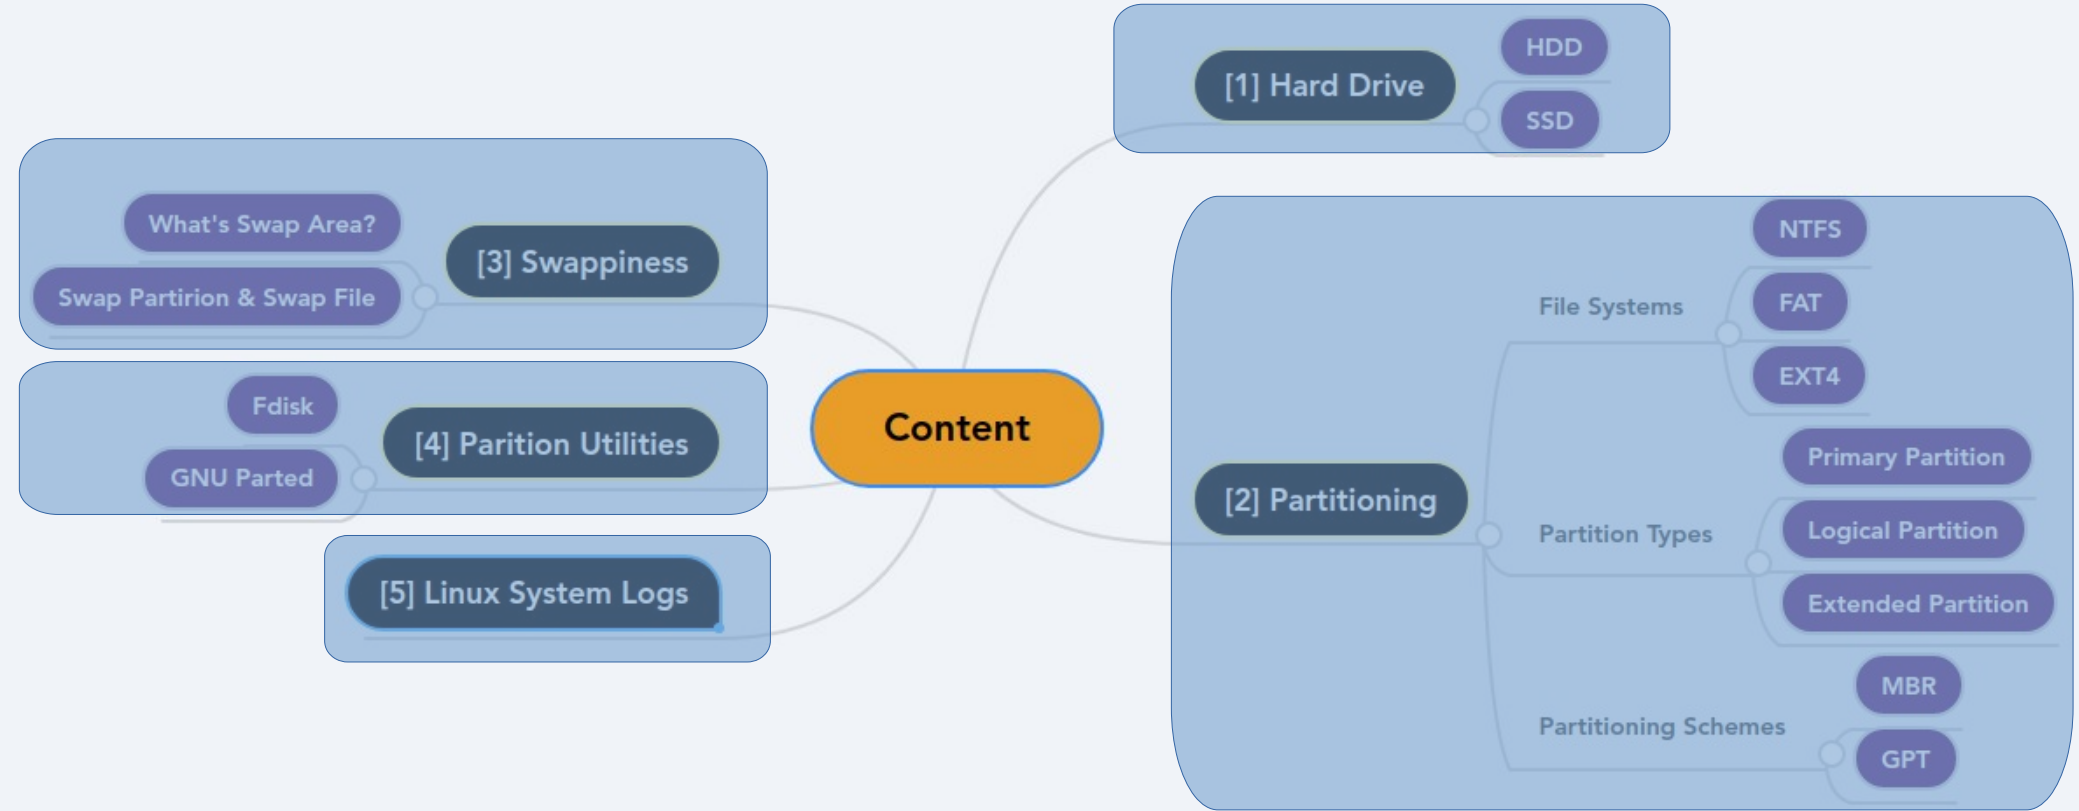 Content
[1] Hard Drive
HDD
SSD
[2] Partitioning
File Systems
NTFS
FAT
EXT4
Partition Types
Primary Partition
Logical Partition
Extended Partition
Partitioning Schemes
MBR
GPT
[3] Swappiness
What's Swap Area?
Swap Partirion & Swap File
[4] Parition Utilities
Fdisk
GNU Parted
[5] Linux System Logs